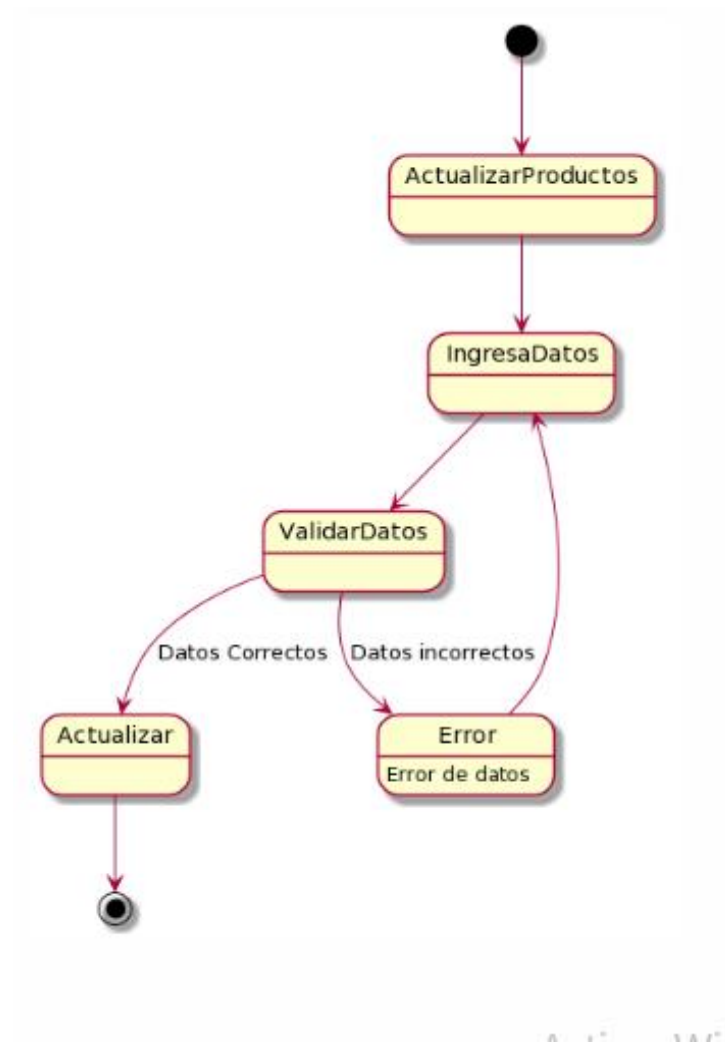 ActualizarProductos
IngresaDatos
ValidarDatos
Datos Correctos
Datos incorrectos
Actualizar
Error
Error de datos